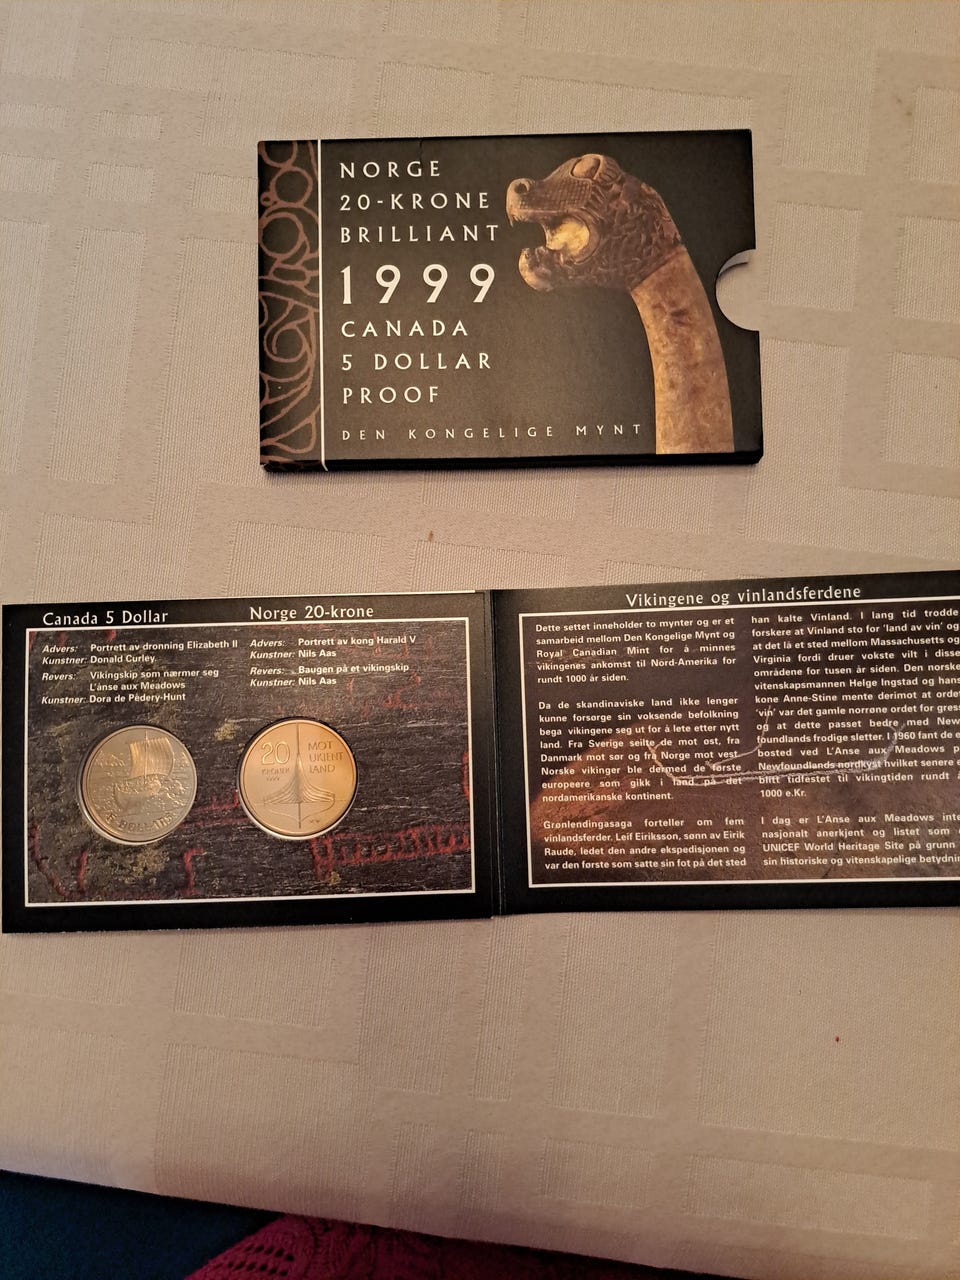 NORGE
20-KRONE
BRILLIANT
1999
CANADA
5 DOLLAR
PROOF
DEN KONGELIGE MYNT
Canada 5 Dollar
Advers: Portrett av dronning Elizabeth II
Kunstner: Donald Curley
Revers: Vikingskip som nærmer seg
L'ánse aux Meadows
Kunstner: Dora de Pédery-Hunt
5 DOLLARS
Norge 20-krone
Advers: Portrett av kong Harald V
Kunstner: Nils Aas
Revers: Baugen på et vikingskip
Kunstner: Nils Aas
20
KRONER
1999
MOT
UKJENT
LAND
Vikingene og vinlandsferdene
Dette settet inneholder to mynter og er et
samarbeid mellom Den Kongelige Mynt og
Royal Canadian Mint for å minnes
vikingenes ankomst til Nord-Amerika for
rundt 1000 år siden.
Da de skandinaviske land ikke lenger
kunne forsørge sin voksende befolkning
bega vikingene seg ut for å lete etter nytt
land. Fra Sverige seilte de mot øst, fra
Danmark mot sør og fra Norge mot vest.
Norske vikinger ble dermed de første
europeere som gikk i land på det
nordamerikanske kontinent.
Grønlendingasaga forteller om fem
vinlandsferder. Leif Eiriksson, sønn av Eirik
Raude, ledet den andre ekspedisjonen og
var den første som satte sin fot på det sted
han kalte Vinland. I lang tid trodde
forskere at Vinland sto for 'land av vin' og
at det lå et sted mellom Massachusetts og
Virginia fordi druer vokste vilt i disse
områdene for tusen år siden. Den norske
vitenskapsmannen Helge Ingstad og hans
kone Anne-Stine mente derimot at ordet
'vin' var det gamle norrøne ordet for gress
og at dette passet bedre med New
foundlands frodige sletter. I 1960 fant de e
bosted ved L'Anse aux Meadows p
Newfoundlands nordkyst hvilket senere e
blitt tidfestet til vikingtiden rundt å
1000 e.Kr.
I dag er L'Anse aux Meadows inte
nasjonalt anerkjent og listet som
UNICEF World Heritage Site på grunn
sin historiske og vitenskapelige betydnin